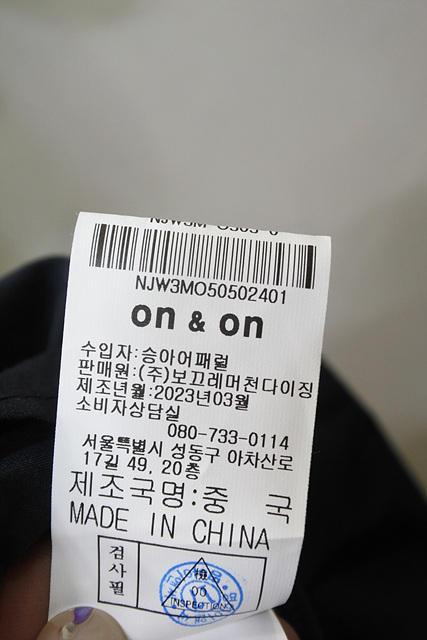 NJW3MO50502401
on & on
수입자:승아어패럴
판매원:(주)보끄레머천다이징
제조년월:2023년03월
소비자상담실
080-733-0114
서울특별시 성동구 아차산로
17길 49, 20층
제조국명:중 국
MADE IN CHINA
검
사
필
檢
00
INSPECTION